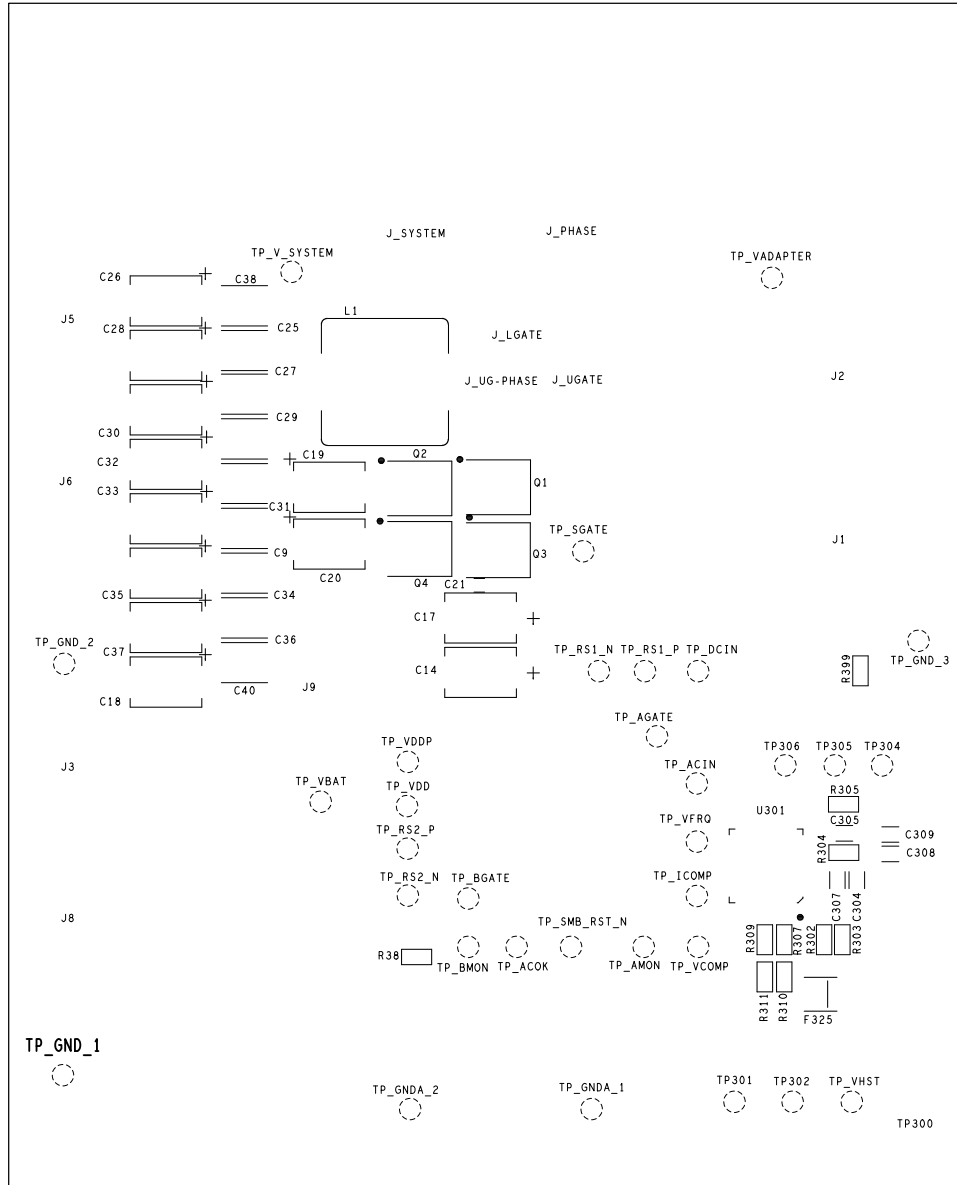 J_SYSTEM J_PHASE
TP_V_SYSTEM TP_VADAPTER
C26 C38
J5 C28 C25 L1
J_LGATE
C27 J_UG-PHASE J_UGATE J2
C29
C30 C19 Q2
C32
J6 C33 Q1
C31 TP_SGATE J1
C9 Q3
C20 Q4 C21
C35 C34
C17
TP_GND_2 C36
C37 TP_RS1_N TP_RS1_P TP_DCIN TP_GND_3
C14 R399
C18 C40 J9
TP_AGATE
TP_VDDP TP306 TP305 TP304
J3 TP_ACIN
TP_VBAT TP_VDD R305
U301
TP_RS2_P TP_VFRQ C305
C309
R304 C308
TP_RS2_N TP_BGATE TP_ICOMP
C307 C304
J8 TP_SMB_RST_N
R309 R307 R302 R303
R38 TP_BMON TP_ACOK TP_AMON TP_VCOMP
R311 R310 F325
TP_GND_1
TP_GNDA_2 TP_GNDA_1 TP301 TP302 TP_VHST
TP300